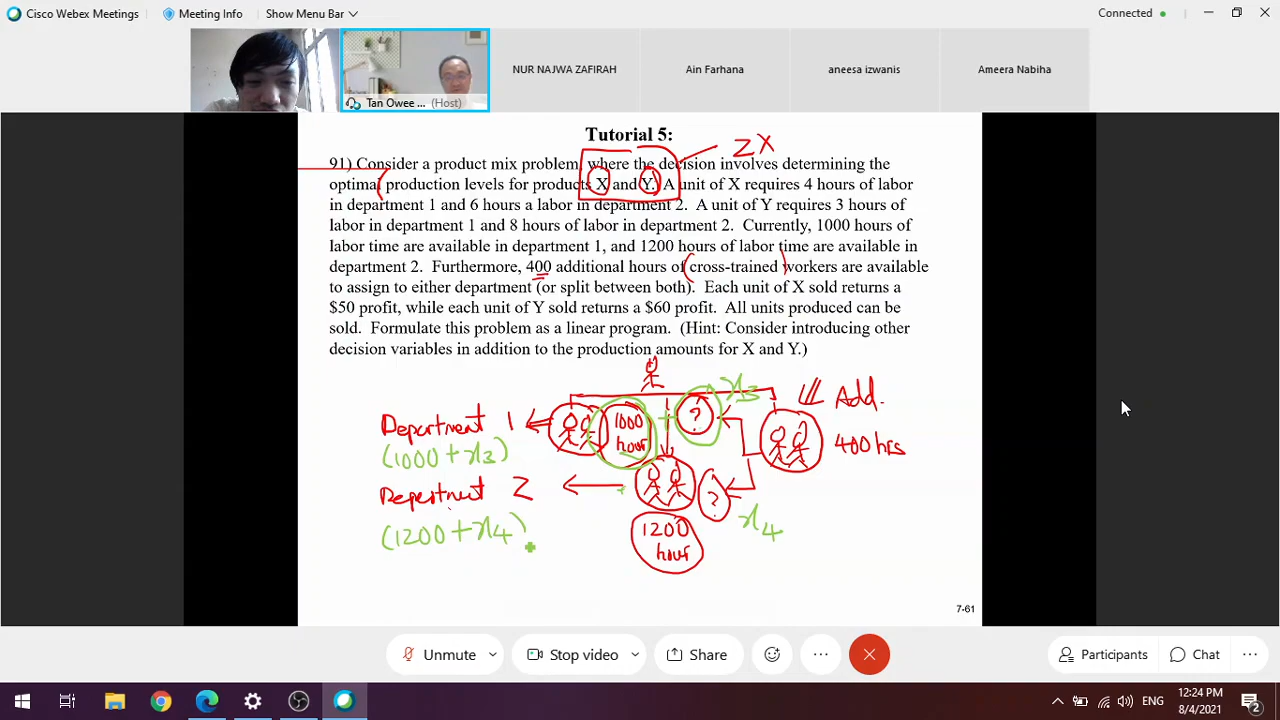 Cisco Webex Meetings
Meeting Info
Show Menu Bar
Connected
Tan Owee ... (Host)
NUR NAJWA ZAFIRAH
Ain Farhana
aneesa izwanis
Ameera Nabiha
Tutorial 5:
2X
91) Consider a product mix problem, where the decision involves determining the
optimal production levels for products X and Y. A unit of X requires 4 hours of labor
in department 1 and 6 hours a labor in department 2. A unit of Y requires 3 hours of
labor in department 1 and 8 hours of labor in department 2. Currently, 1000 hours of
labor time are available in department 1, and 1200 hours of labor time are available in
department 2. Furthermore, 400 additional hours of cross-trained workers are available
to assign to either department (or split between both). Each unit of X sold returns a
$50 profit, while each unit of Y sold returns a $60 profit. All units produced can be
sold. Formulate this problem as a linear program. (Hint: Consider introducing other
decision variables in addition to the production amounts for X and Y.)
x3
Add.
Department 1
1000
hour
+
?
400 hrs
(1000 + x3)
Department 2
+
?
(1200 + x4)
1200
hour
x4
7-61
Unmute
Stop video
Share
Participants
Chat
ENG
12:24 PM
8/4/2021
2